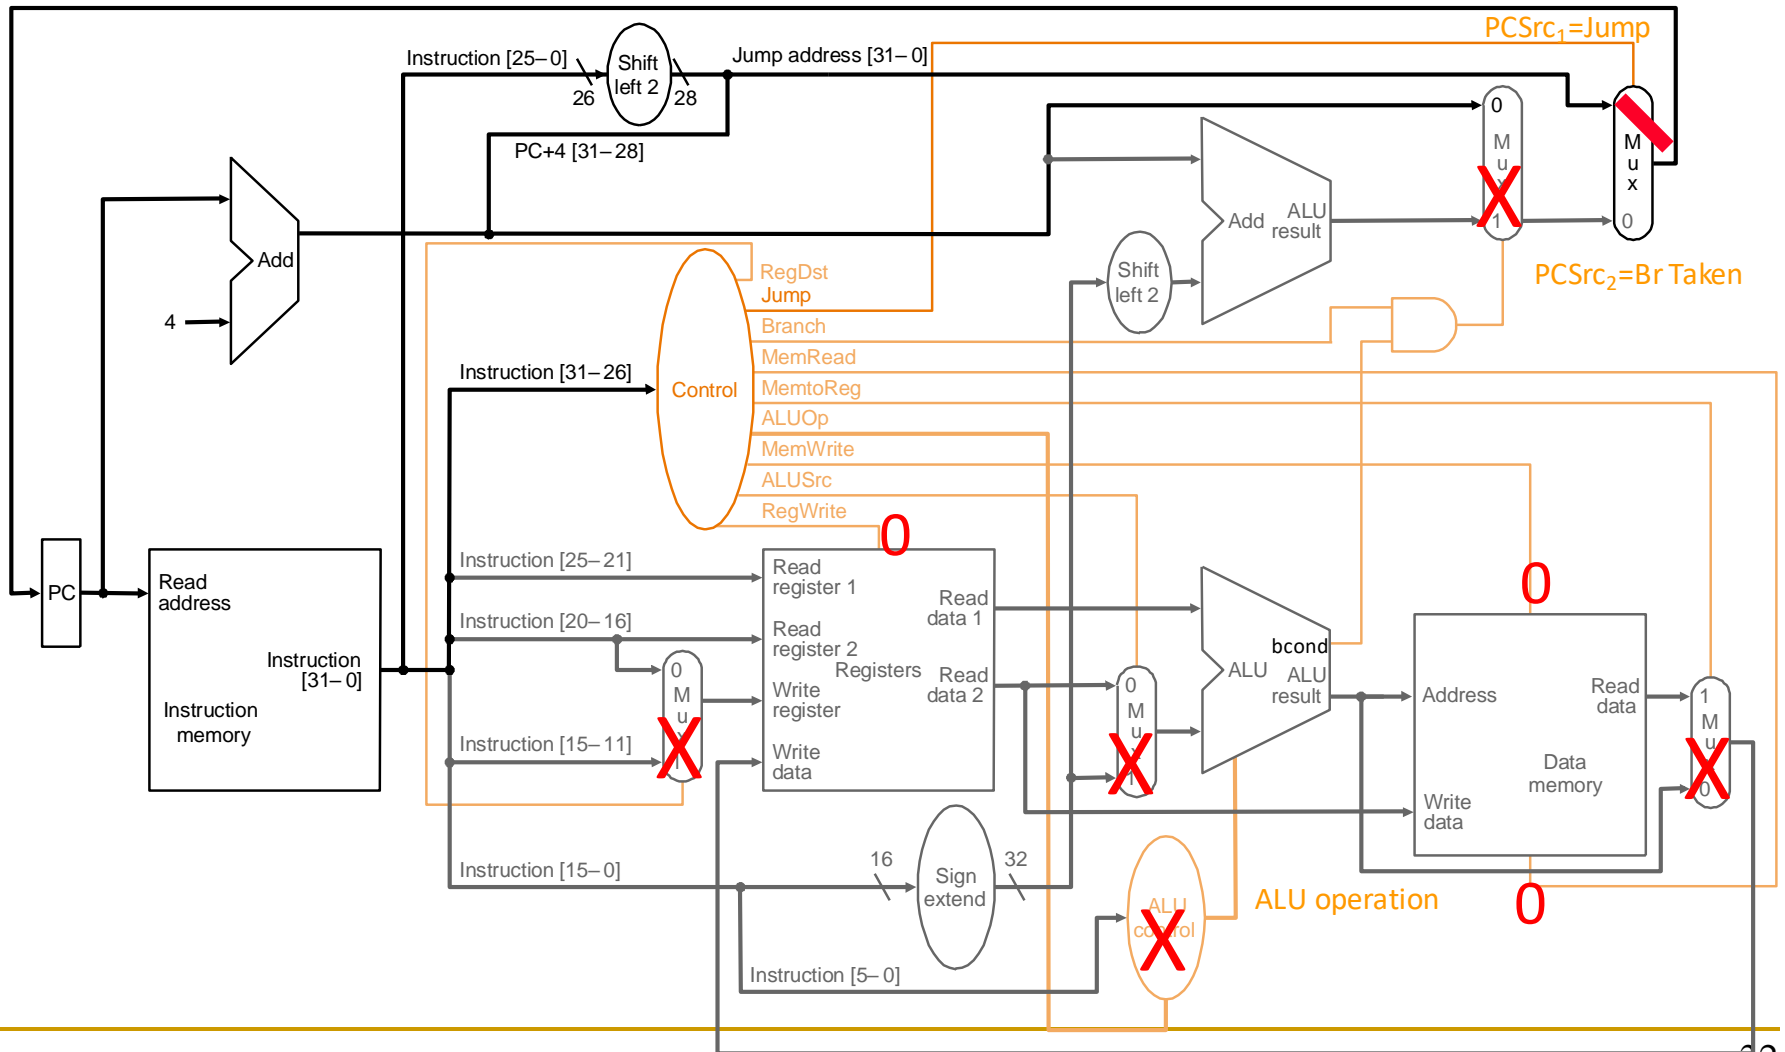 PCSrc1=Jump
Instruction [25–0]
26
Shift
left 2
28
Jump address [31–0]
PC+4 [31–28]
0
M
u
X
1
M
u
x
0
Add
ALU
result
Add
4
Shift
left 2
PCSrc2=Br Taken
RegDst
Jump
Branch
MemRead
MemtoReg
ALUOp
MemWrite
ALUSrc
RegWrite
Control
Instruction [31–26]
0
PC
Read
address
Instruction
[31–0]
Instruction
memory
Instruction [25–21]
Instruction [20–16]
Instruction [15–11]
Instruction [15–0]
Instruction [5–0]
0
M
u
X
Read
register 1
Read
register 2
Write
register
Write
data
Registers
Read
data 1
Read
data 2
0
M
u
X
bcond
ALU
ALU
result
0
Address
Read
data
Data
memory
Write
data
1
M
u
X
0
0
16
Sign
extend
32
ALU
control
X
ALU operation